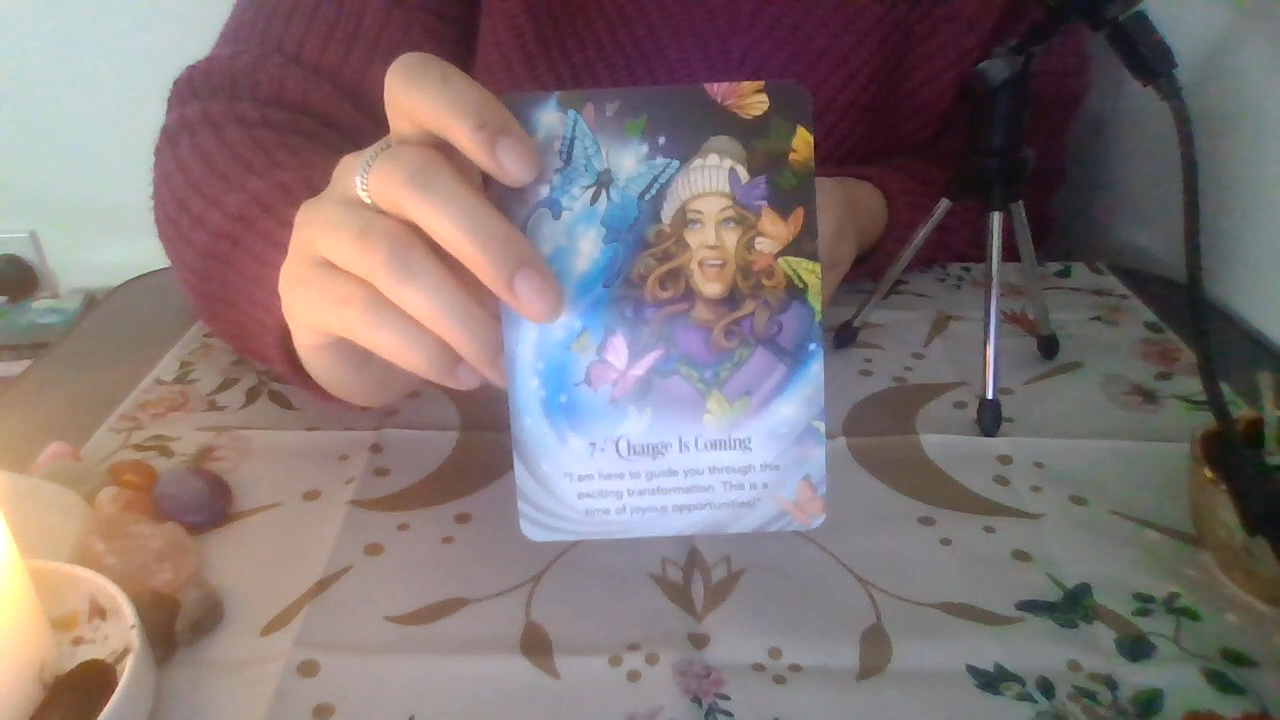 7 - Change Is Coming
"I am here to guide you through this
exciting transformation. This is a
time of joyous opportunities!"